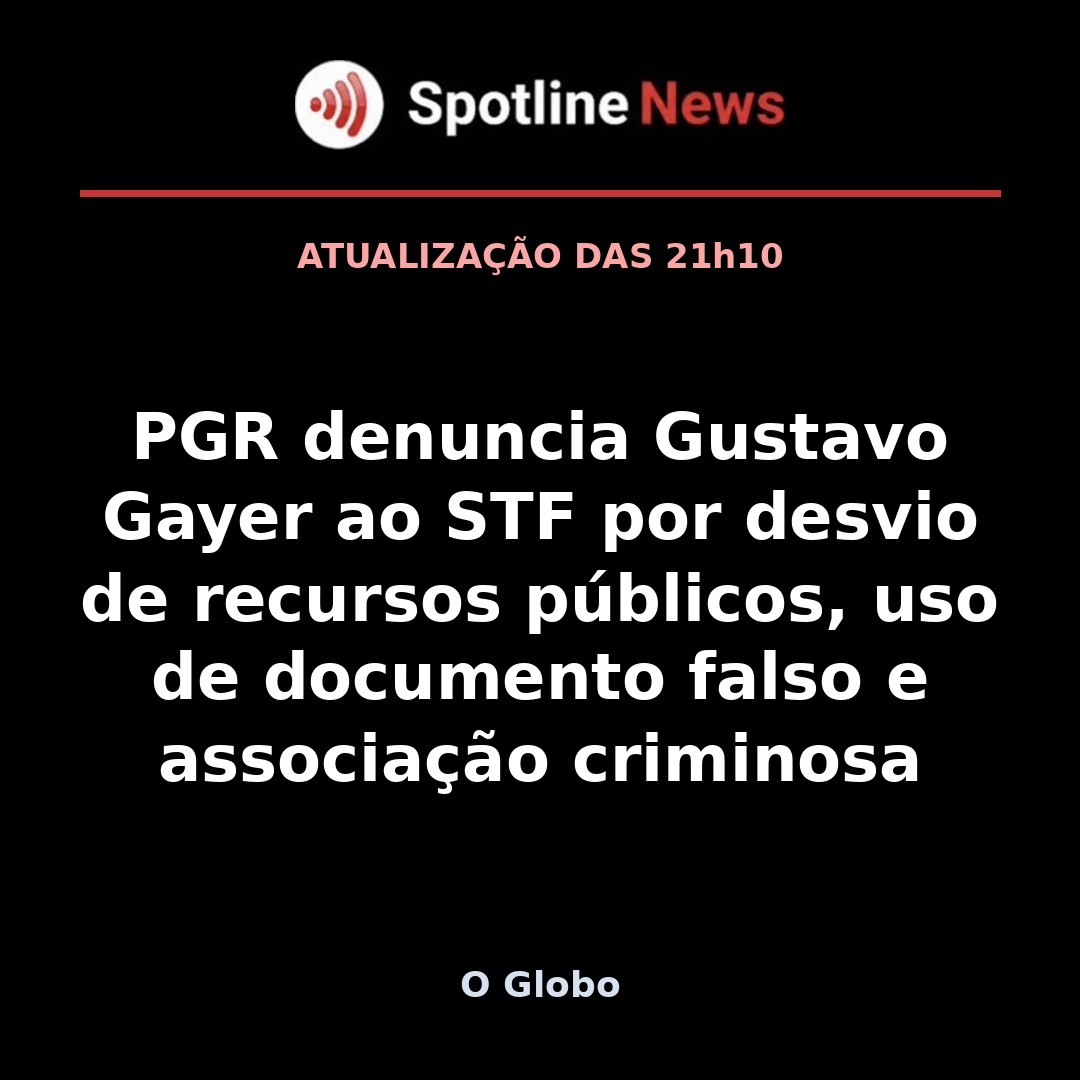 Spotline News
ATUALIZAÇÃO DAS 21h10
PGR denuncia Gustavo
Gayer ao STF por desvio
de recursos públicos, uso
de documento falso e
associação criminosa
O Globo